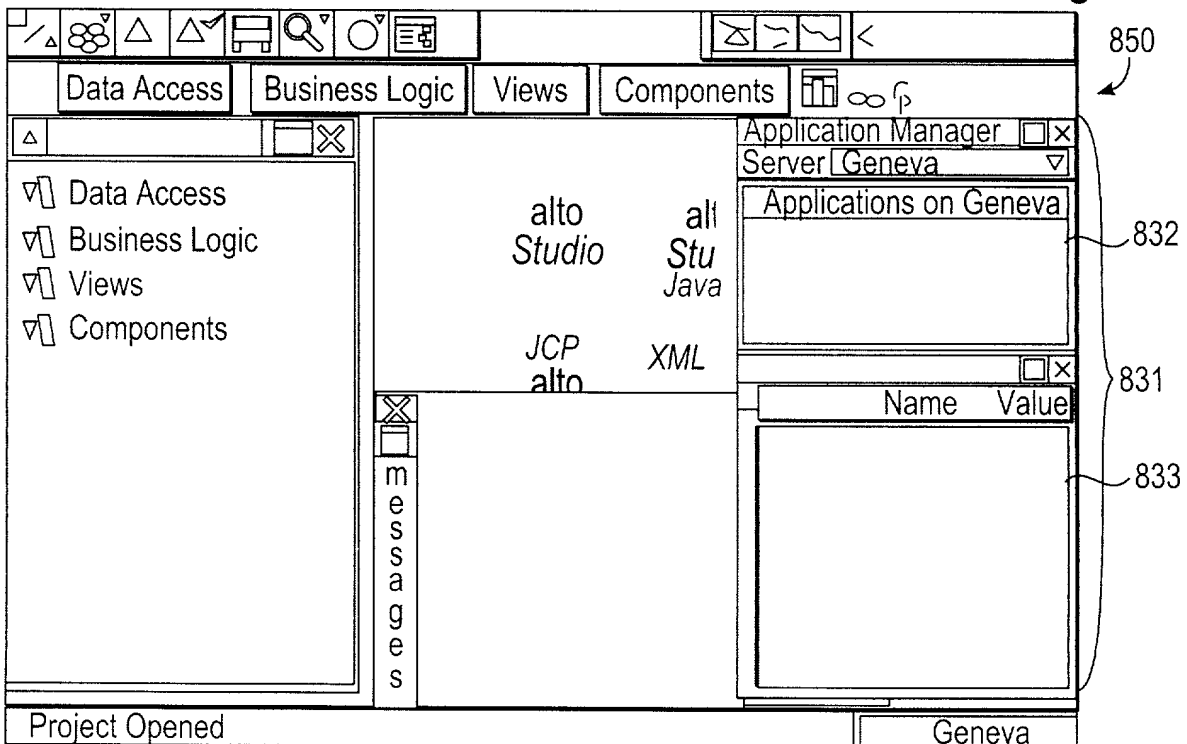 <
850
Data Access Business Logic Views Components
Application Manager
Server Geneva
Applications on Geneva
832
Data Access
Business Logic
Views
Components
alto
Studio
Stu
Java
JCP
XML
alto
831
Name Value
833
messages
Project Opened
Geneva